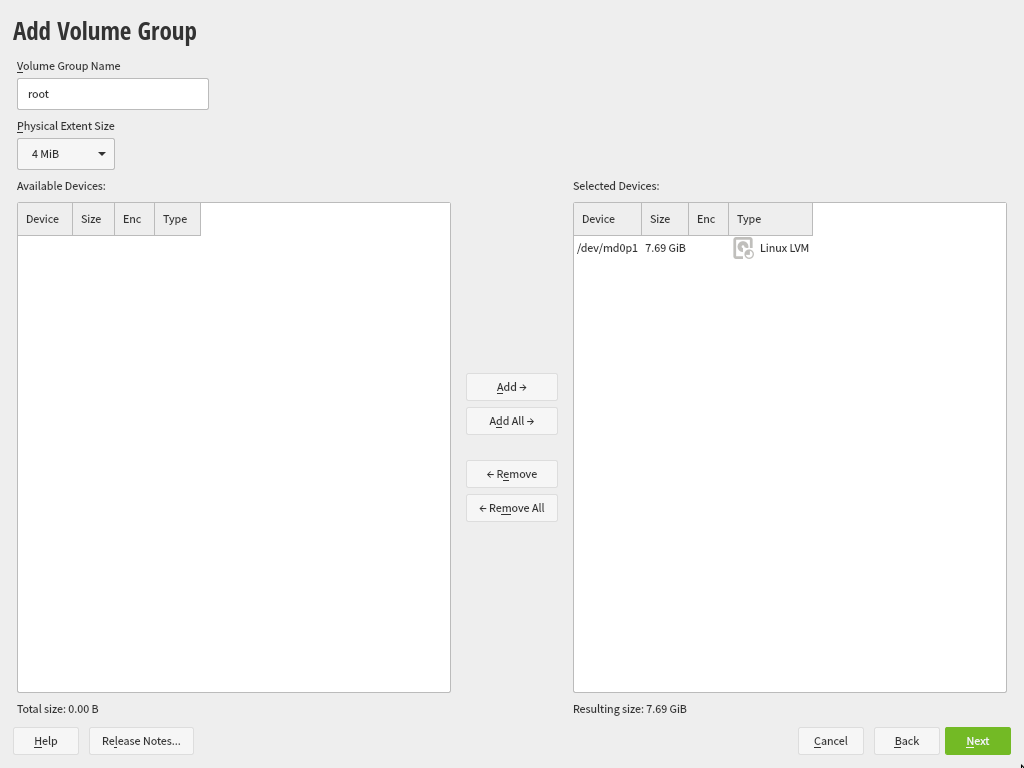 Add Volume Group
Volume Group Name
root
Physical Extent Size
4 MiB
Available Devices:
Device Size Enc Type
Add →
Add All →
← Remove
← Remove All
Selected Devices:
Device Size Enc Type
/dev/md0p1 7.69 GiB Linux LVM
Total size: 0.00 B
Resulting size: 7.69 GiB
Help Release Notes... Cancel Back Next